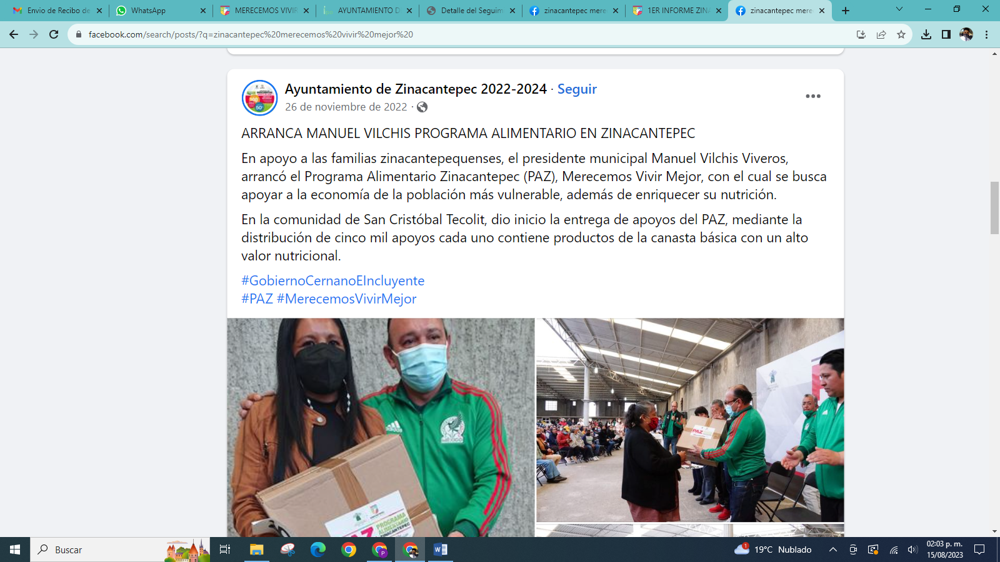 Envio de Recibo de
WhatsApp
MERECEMOS VIVIR
AYUNTAMIENTO D
Detalle del Seguim
zinacantepec mere
1ER INFORME ZINA
zinacantepec mere
facebook.com/search/posts/?q=zinacantepec%20merecemos%20vivir%20mejor%20
Ayuntamiento de Zinacantepec 2022-2024 · Seguir
26 de noviembre de 2022 ·
ARRANCA MANUEL VILCHIS PROGRAMA ALIMENTARIO EN ZINACANTEPEC
En apoyo a las familias zinacantepequenses, el presidente municipal Manuel Vilchis Viveros,
arrancó el Programa Alimentario Zinacantepec (PAZ), Merecemos Vivir Mejor, con el cual se busca
apoyar a la economía de la población más vulnerable, además de enriquecer su nutrición.
En la comunidad de San Cristóbal Tecolit, dio inicio la entrega de apoyos del PAZ, mediante la
distribución de cinco mil apoyos cada uno contiene productos de la canasta básica con un alto
valor nutricional.
#GobiernoCernanoEIncluyente
#PAZ #MerecemosVivirMejor
adidas
PAZ
PAZ
PROGRAMA
ALIMENTARIO
ZINACANTEPEC
Buscar
1
19°C Nublado
02:03 p. m.
15/08/2023